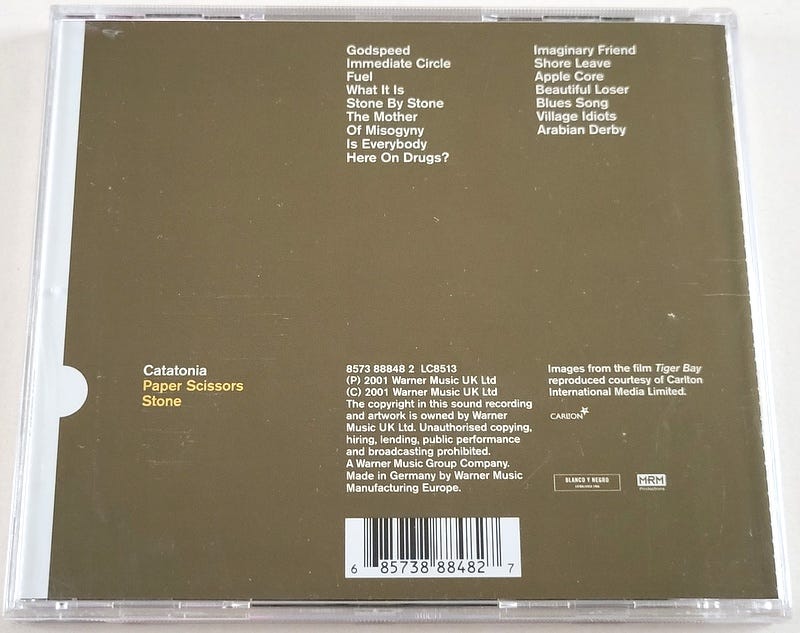 Godspeed
Immediate Circle
Fuel
What It Is
Stone By Stone
The Mother
Of Misogyny
Is Everybody
Here On Drugs?
Imaginary Friend
Shore Leave
Apple Core
Beautiful Loser
Blues Song
Village Idiots
Arabian Derby
Catatonia
Paper Scissors
Stone
8573 88848 2 LC8513
(P) 2001 Warner Music UK Ltd
(C) 2001 Warner Music UK Ltd
The copyright in this sound recording
and artwork is owned by Warner
Music UK Ltd. Unauthorised copying,
hiring, lending, public performance
and broadcasting prohibited.
A Warner Music Group Company.
Made in Germany by Warner Music
Manufacturing Europe.
Images from the film Tiger Bay
reproduced courtesy of Carlton
International Media Limited.
CARLTON
BLANCO Y NEGRO
MRM
Productions
6 85738 88482 7